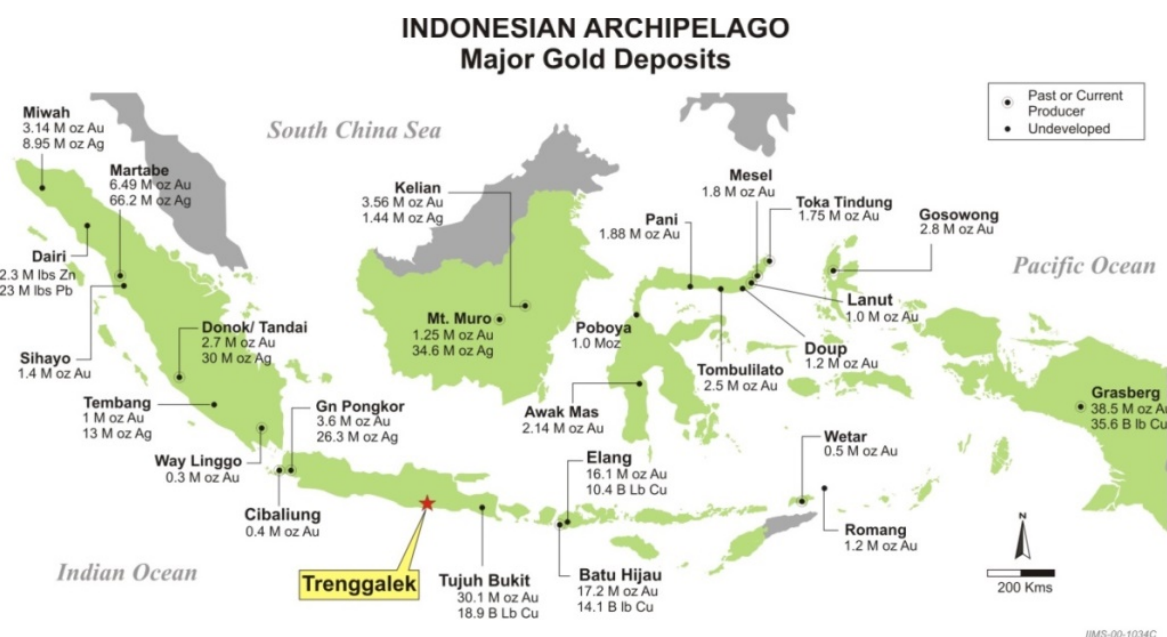 INDONESIAN ARCHIPELAGO
Major Gold Deposits
Past or Current
Producer
Undeveloped
South China Sea
Pacific Ocean
Indian Ocean
Miwah
3.14 M oz Au
8.95 M oz Ag
Martabe
6.49 M oz Au
66.2 M oz Ag
Dairi
2.3 M lbs Zn
23 M lbs Pb
Sihayo
1.4 M oz Au
Donok/ Tandai
2.7 M oz Au
30 M oz Ag
Tembang
1 M oz Au
13 M oz Ag
Way Linggo
0.3 M oz Au
Gn Pongkor
3.6 M oz Au
26.3 M oz Ag
Cibaliung
0.4 M oz Au
Trenggalek
Tujuh Bukit
30.1 M oz Au
18.9 B Lb Cu
Kelian
3.56 M oz Au
1.44 M oz Ag
Mt. Muro
1.25 M oz Au
34.6 M oz Ag
Poboya
1.0 Moz
Pani
1.88 M oz Au
Mesel
1.8 M oz Au
Toka Tindung
1.75 M oz Au
Gosowong
2.8 M oz Au
Lanut
1.0 M oz Au
Doup
1.2 M oz Au
Tombulilato
2.5 M oz Au
Awak Mas
2.14 M oz Au
Elang
16.1 M oz Au
10.4 B Lb Cu
Batu Hijau
17.2 M oz Au
14.1 B lb Cu
Wetar
0.5 M oz Au
Romang
1.2 M oz Au
Grasberg
38.5 M oz Au
35.6 B lb Cu
N
200 Kms